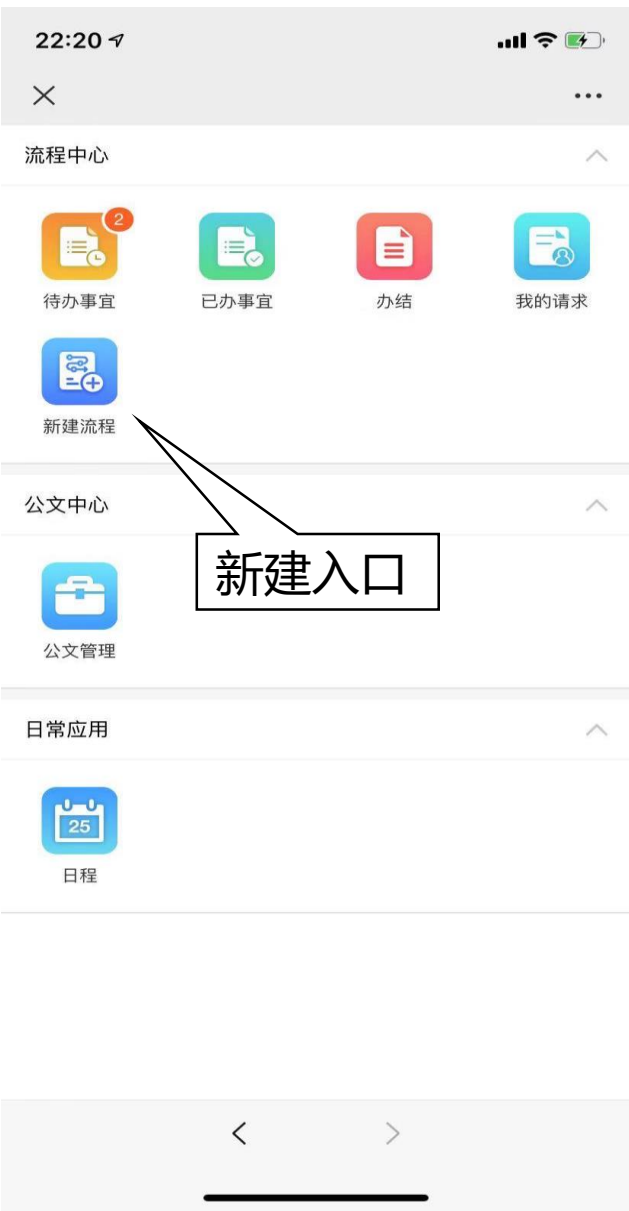 22:20
流程中心
2
待办事宜 已办事宜 办结 我的请求
新建流程
公文中心
新建入口
公文管理
日常应用
25
日程